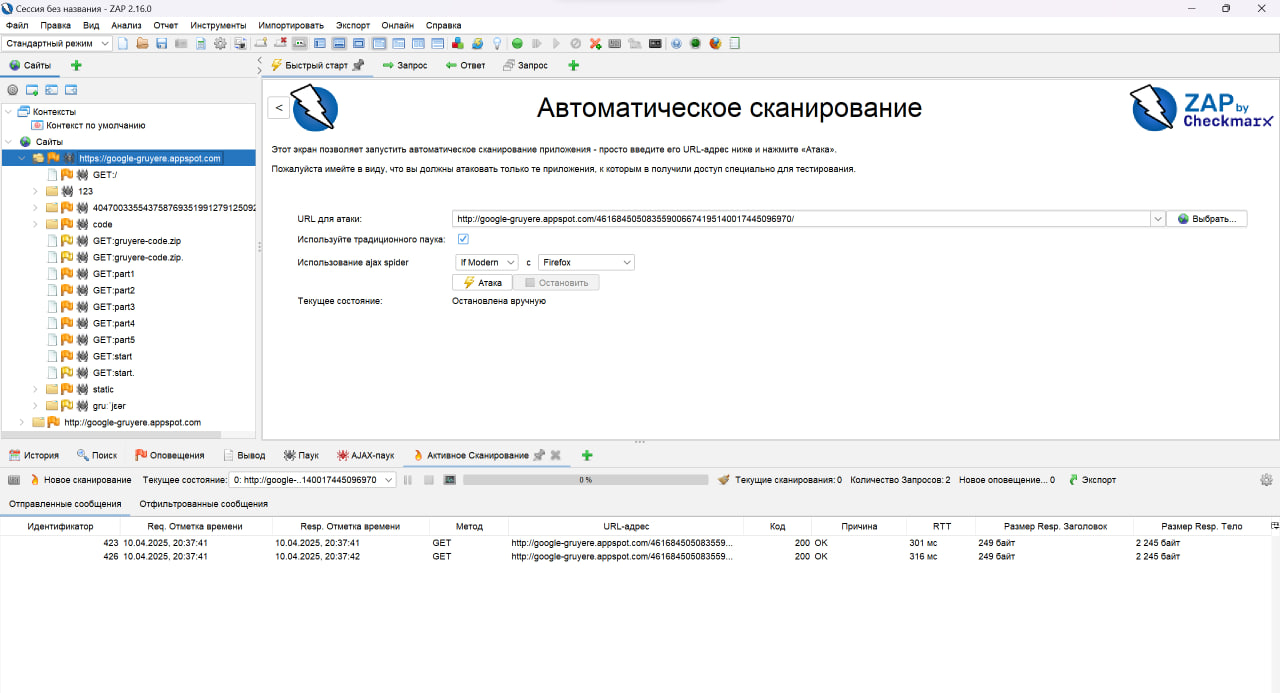 Сессия без названия - ZAP 2.16.0
Файл Правка Вид Анализ Отчет Инструменты Импортировать Экспорт Онлайн Справка
Стандартный режим
Сайты
Быстрый старт Запрос Ответ Запрос
Контексты
Контекст по умолчанию
Сайты
https://google-gruyere.appspot.com
GET:/
123
404700335543758769351991279125092
code
GET:gruyere-code.zip
GET:gruyere-code.zip.
GET:part1
GET:part2
GET:part3
GET:part4
GET:part5
GET:start
GET:start.
static
gru:ˈjɛər
http://google-gruyere.appspot.com
<
Автоматическое сканирование
ZAP by
Checkmarx
Этот экран позволяет запустить автоматическое сканирование приложения - просто введите его URL-адрес ниже и нажмите «Атака».
Пожалуйста имейте в виду, что вы должны атаковать только те приложения, к которым в получили доступ специально для тестирования.
URL для атаки: http://google-gruyere.appspot.com/461684505083559006674195140017445096970/ Выбрать...
Используйте традиционного паука:
Использование ajax spider If Modern с Firefox
Атака Остановить
Текущее состояние: Остановлена вручную
История Поиск Оповещения Вывод Паук AJAX-паук Активное Сканирование
Новое сканирование Текущее состояние: 0: http://google-..140017445096970 0 % Текущие сканирования: 0 Количество Запросов: 2 Новое оповещение... 0 Экспорт
Отправленные сообщения Отфильтрованные сообщения
Идентификатор Req. Отметка времени Resp. Отметка времени Метод URL-адрес Код Причина RTT Размер Resp. Заголовок Размер Resp. Тело
423 10.04.2025, 20:37:41 10.04.2025, 20:37:41 GET http://google-gruyere.appspot.com/461684505083559... 200 OK 301 мс 249 байт 2 245 байт
426 10.04.2025, 20:37:41 10.04.2025, 20:37:42 GET http://google-gruyere.appspot.com/461684505083559... 200 OK 316 мс 249 байт 2 245 байт